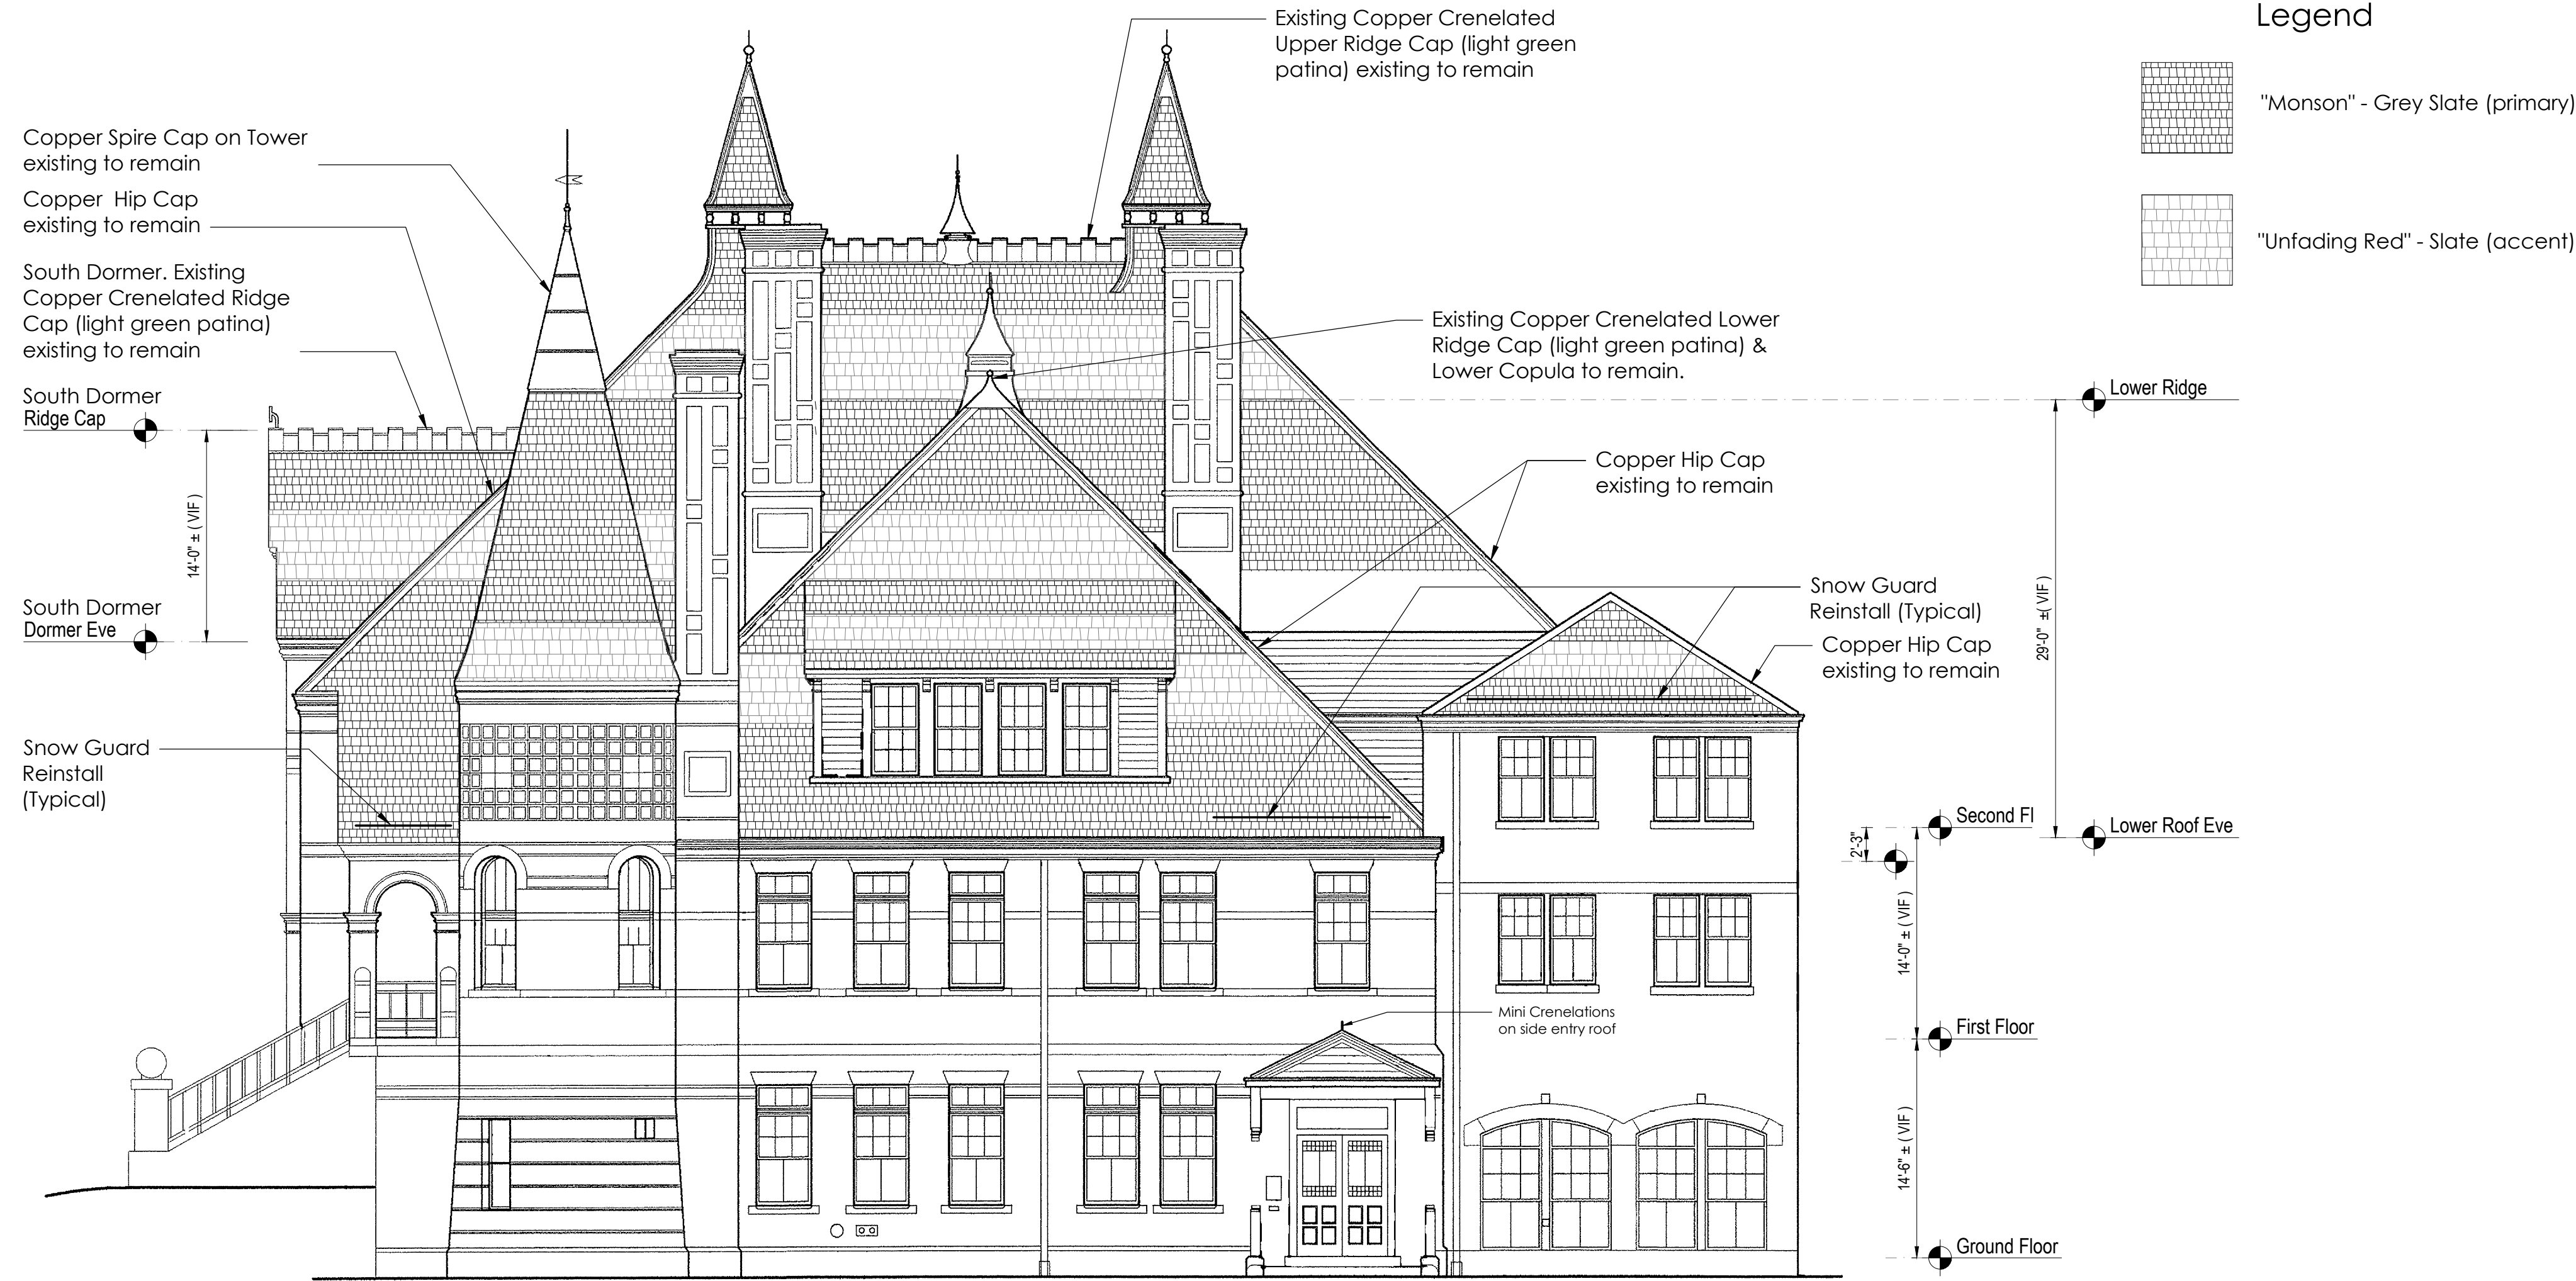 Existing Copper Crenelated
Upper Ridge Cap (light green
patina) existing to remain
Legend
"Monson" - Grey Slate (primary)
"Unfading Red" - Slate (accent)
Copper Spire Cap on Tower
existing to remain
Copper Hip Cap
existing to remain
South Dormer. Existing
Copper Crenelated Ridge
Cap (light green patina)
existing to remain
South Dormer
Ridge Cap
14'-0" ± ( VIF )
South Dormer
Dormer Eve
Snow Guard
Reinstall
(Typical)
Existing Copper Crenelated Lower
Ridge Cap (light green patina) &
Lower Copula to remain.
Lower Ridge
Copper Hip Cap
existing to remain
Snow Guard
Reinstall (Typical)
Copper Hip Cap
existing to remain
29'-0" ±( VIF )
Second Fl
Lower Roof Eve
2'-3"
14'-0" ± ( VIF )
Mini Crenelations
on side entry roof
First Floor
14'-6" ± ( VIF )
Ground Floor